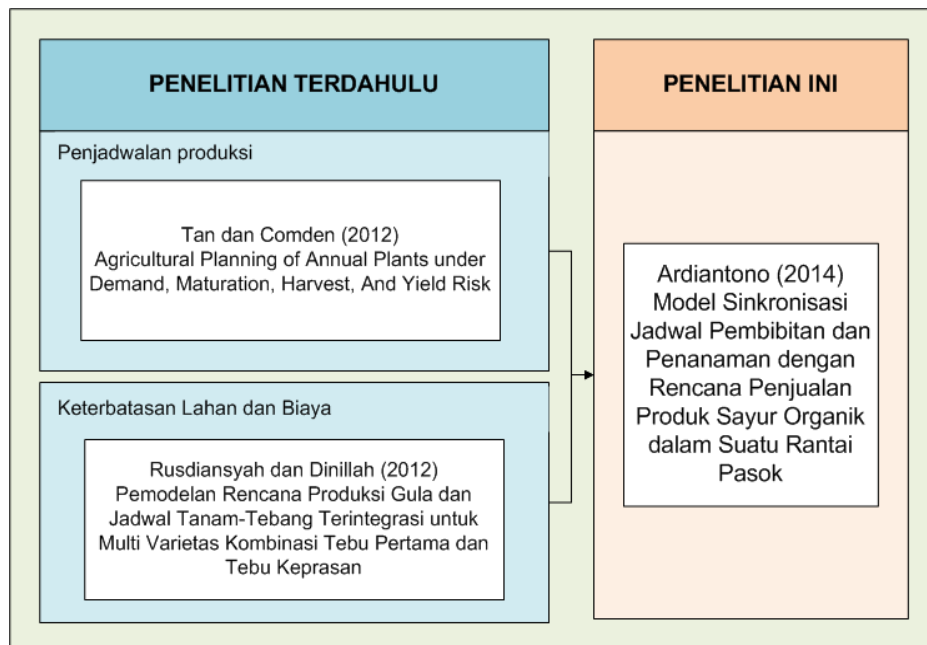 PENELITIAN TERDAHULU
Penjadwalan produksi
Tan dan Comden (2012)
Agricultural Planning of Annual Plants under
Demand, Maturation, Harvest, And Yield Risk
Keterbatasan Lahan dan Biaya
Rusdiansyah dan Dinillah (2012)
Pemodelan Rencana Produksi Gula dan
Jadwal Tanam-Tebang Terintegrasi untuk
Multi Varietas Kombinasi Tebu Pertama dan
Tebu Keprasan
PENELITIAN INI
Ardiantono (2014)
Model Sinkronisasi
Jadwal Pembibitan dan
Penanaman dengan
Rencana Penjualan
Produk Sayur Organik
dalam Suatu Rantai
Pasok